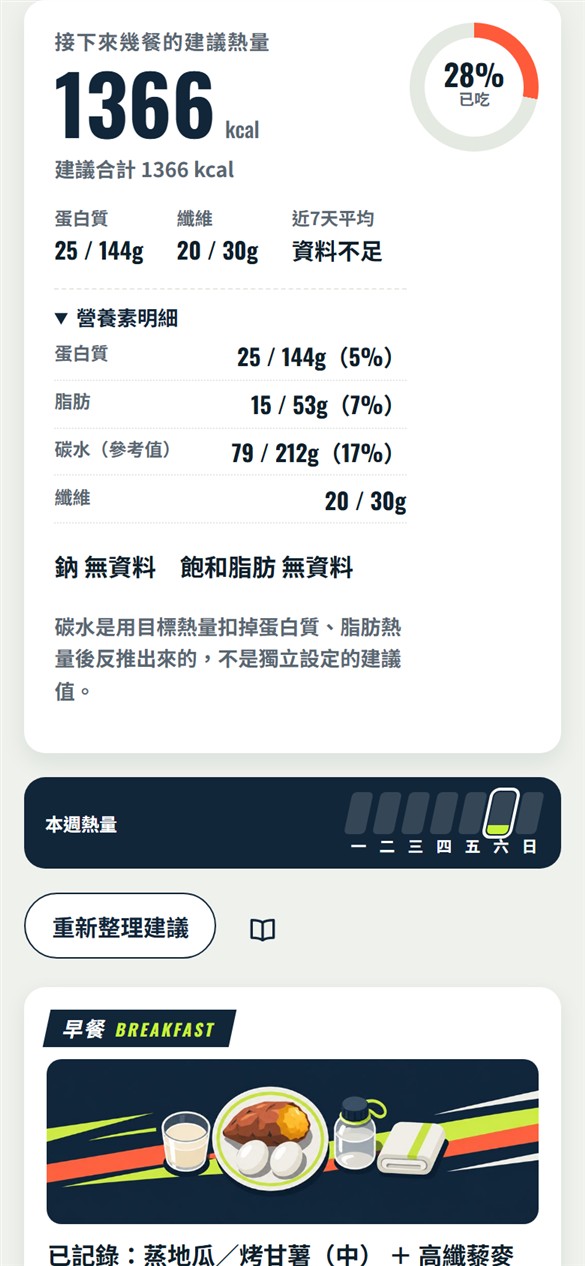 接下來幾餐的建議熱量
1366 kcal
28%
已吃
建議合計 1366 kcal
蛋白質 纖維 近7天平均
25 / 144g 20 / 30g 資料不足
▼ 營養素明細
蛋白質 25 / 144g（5%）
脂肪 15 / 53g（7%）
碳水（參考值） 79 / 212g（17%）
纖維 20 / 30g
鈉 無資料 飽和脂肪 無資料
碳水是用目標熱量扣掉蛋白質、脂肪熱
量後反推出來的，不是獨立設定的建議
值。
本週熱量
一 二 三 四 五 六 日
重新整理建議
早餐 BREAKFAST
已記錄：蒸地瓜／烤甘薯（中）＋ 高纖藜麥